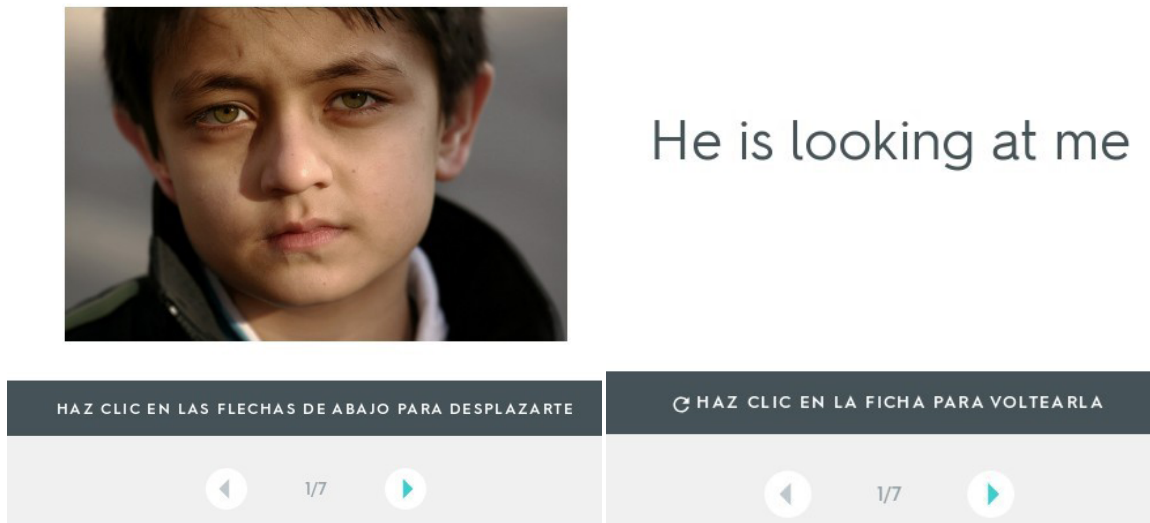 He is looking at me
HAZ CLIC EN LAS FLECHAS DE ABAJO PARA DESPLAZARTE
1/7
HAZ CLIC EN LA FICHA PARA VOLTEARLA
1/7